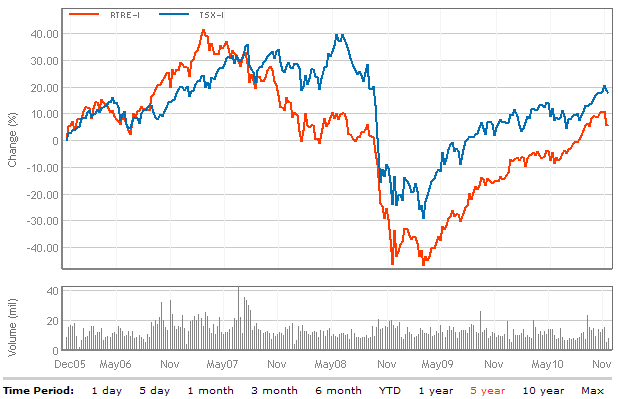 RTRE-I TSX-I
Change (%)
40.00
30.00
20.00
10.00
0
-10.00
-20.00
-30.00
-40.00
Volume (mil)
40
20
0
Dec05 May06 Nov May07 Nov May08 Nov May09 Nov May10 Nov
Time Period: 1 day 5 day 1 month 3 month 6 month YTD 1 year 5 year 10 year Max